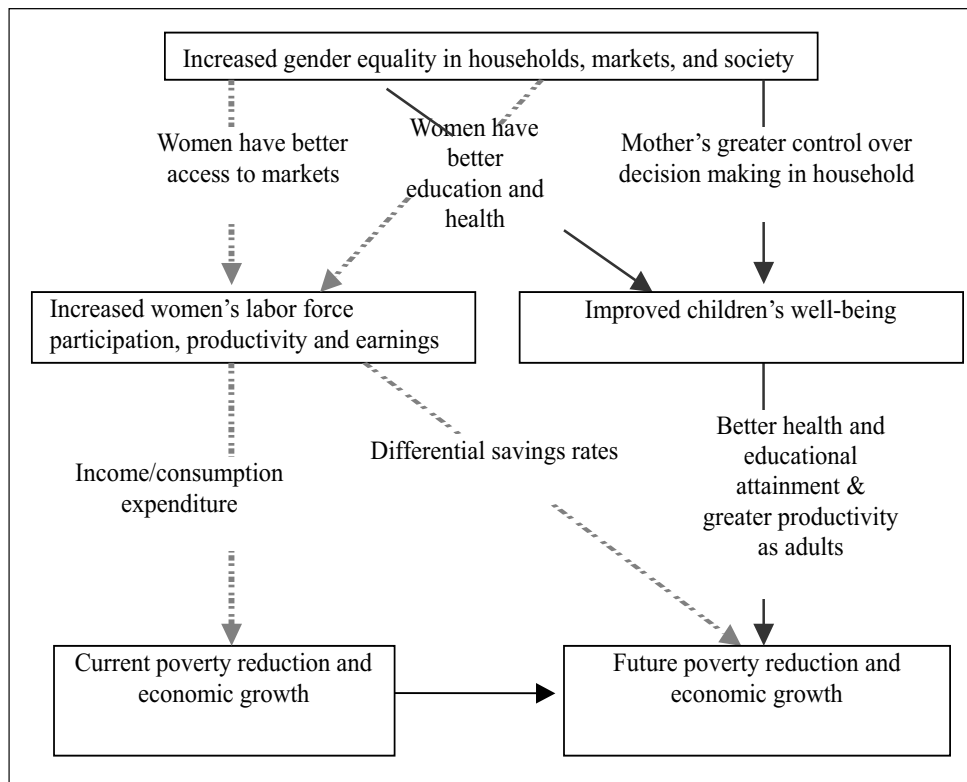 Increased gender equality in households, markets, and society
Women have better
access to markets
Women have
better
education and
health
Mother’s greater control over
decision making in household
Increased women’s labor force
participation, productivity and earnings
Improved children’s well-being
Income/consumption
expenditure
Differential savings rates
Better health and
educational
attainment &
greater productivity
as adults
Current poverty reduction and
economic growth
Future poverty reduction and
economic growth